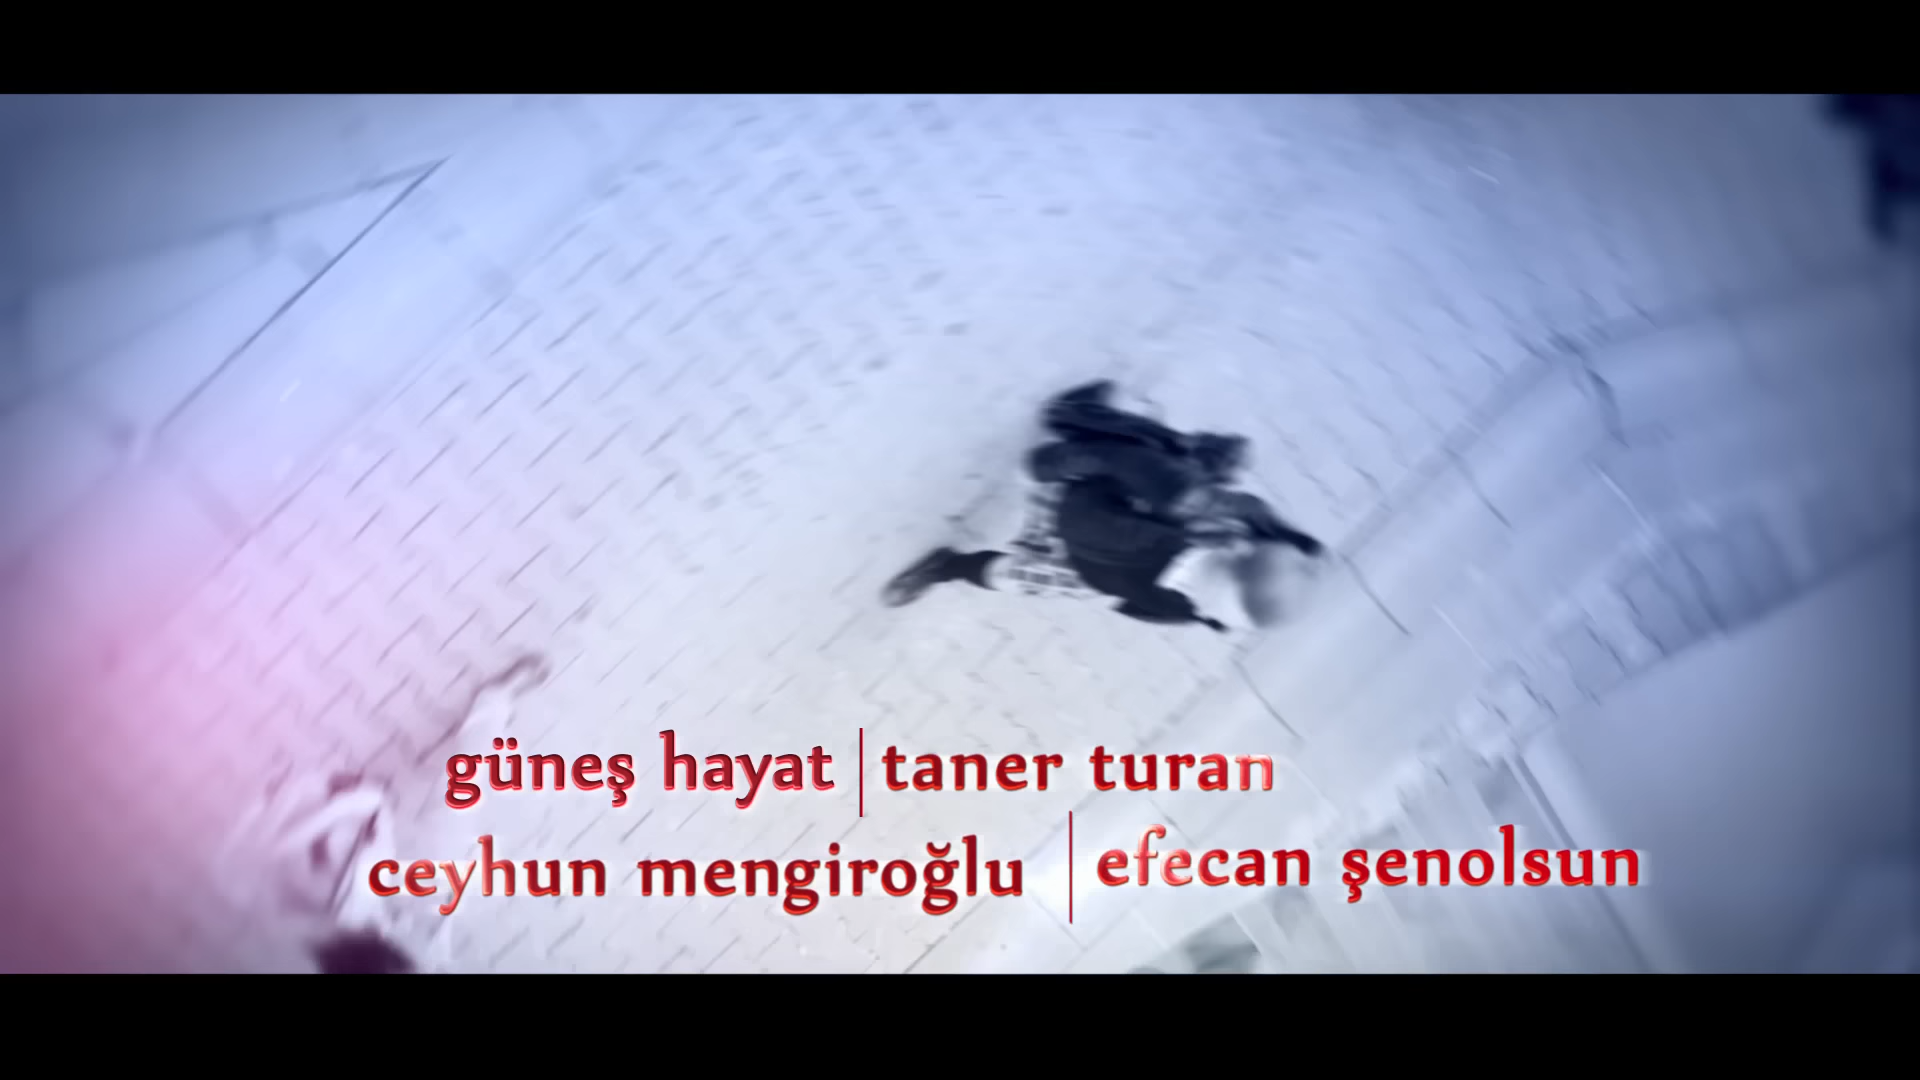 güneş hayat | taner turan
ceyhun mengiroğlu | efecan şenolsun